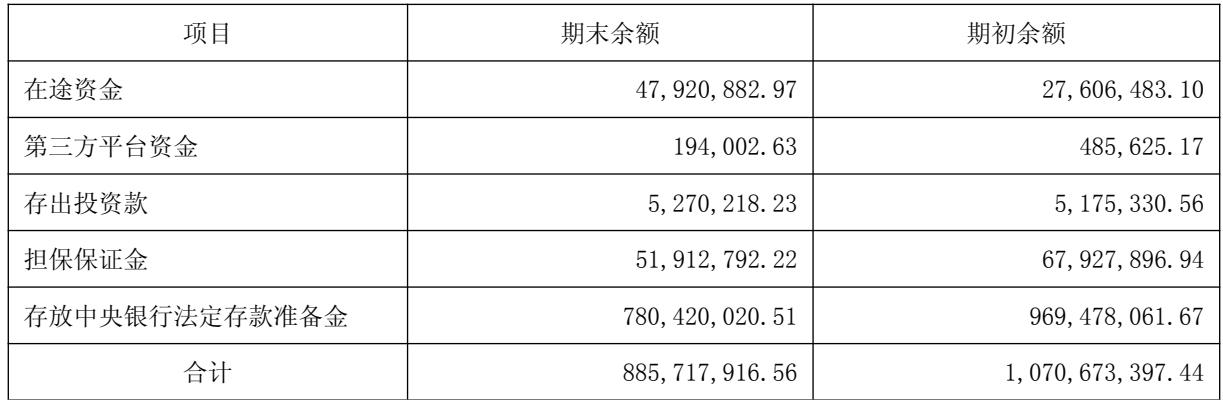 项目 期末余额 期初余额
在途资金 47,920,882.97 27,606,483.10
第三方平台资金 194,002.63 485,625.17
存出投资款 5,270,218.23 5,175,330.56
担保保证金 51,912,792.22 67,927,896.94
存放中央银行法定存款准备金 780,420,020.51 969,478,061.67
合计 885,717,916.56 1,070,673,397.44